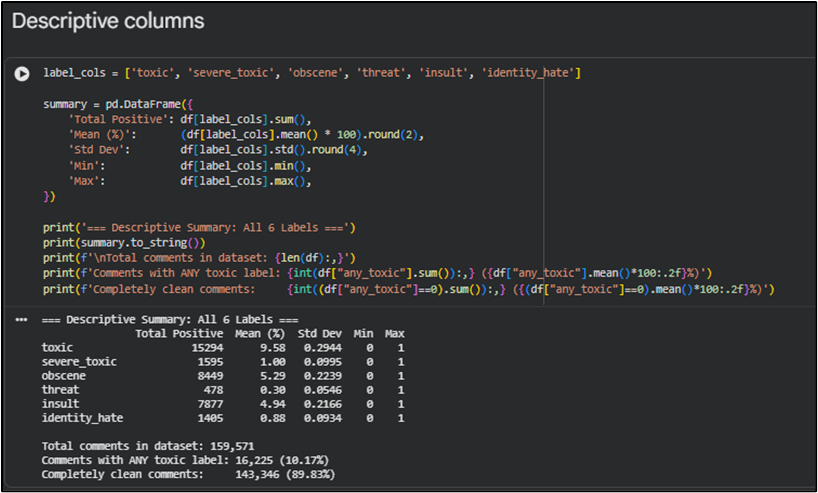 Descriptive columns
label_cols = ['toxic', 'severe_toxic', 'obscene', 'threat', 'insult', 'identity_hate']
summary = pd.DataFrame({
'Total Positive': df[label_cols].sum(),
'Mean (%)': (df[label_cols].mean() * 100).round(2),
'Std Dev': df[label_cols].std().round(4),
'Min': df[label_cols].min(),
'Max': df[label_cols].max(),
})
print('=== Descriptive Summary: All 6 Labels ===')
print(summary.to_string())
print(f'\nTotal comments in dataset: {len(df):,}')
print(f'Comments with ANY toxic label: {int(df["any_toxic"].sum()):,} ({df["any_toxic"].mean()*100:.2f}%)')
print(f'Completely clean comments:    {int((df["any_toxic"]==0).sum()):,} ({(df["any_toxic"]==0).mean()*100:.2f}%)')
=== Descriptive Summary: All 6 Labels ===
Total Positive Mean (%) Std Dev Min Max
toxic 15294 9.58 0.2944 0 1
severe_toxic 1595 1.00 0.0995 0 1
obscene 8449 5.29 0.2239 0 1
threat 478 0.30 0.0546 0 1
insult 7877 4.94 0.2166 0 1
identity_hate 1405 0.88 0.0934 0 1
Total comments in dataset: 159,571
Comments with ANY toxic label: 16,225 (10.17%)
Completely clean comments:    143,346 (89.83%)